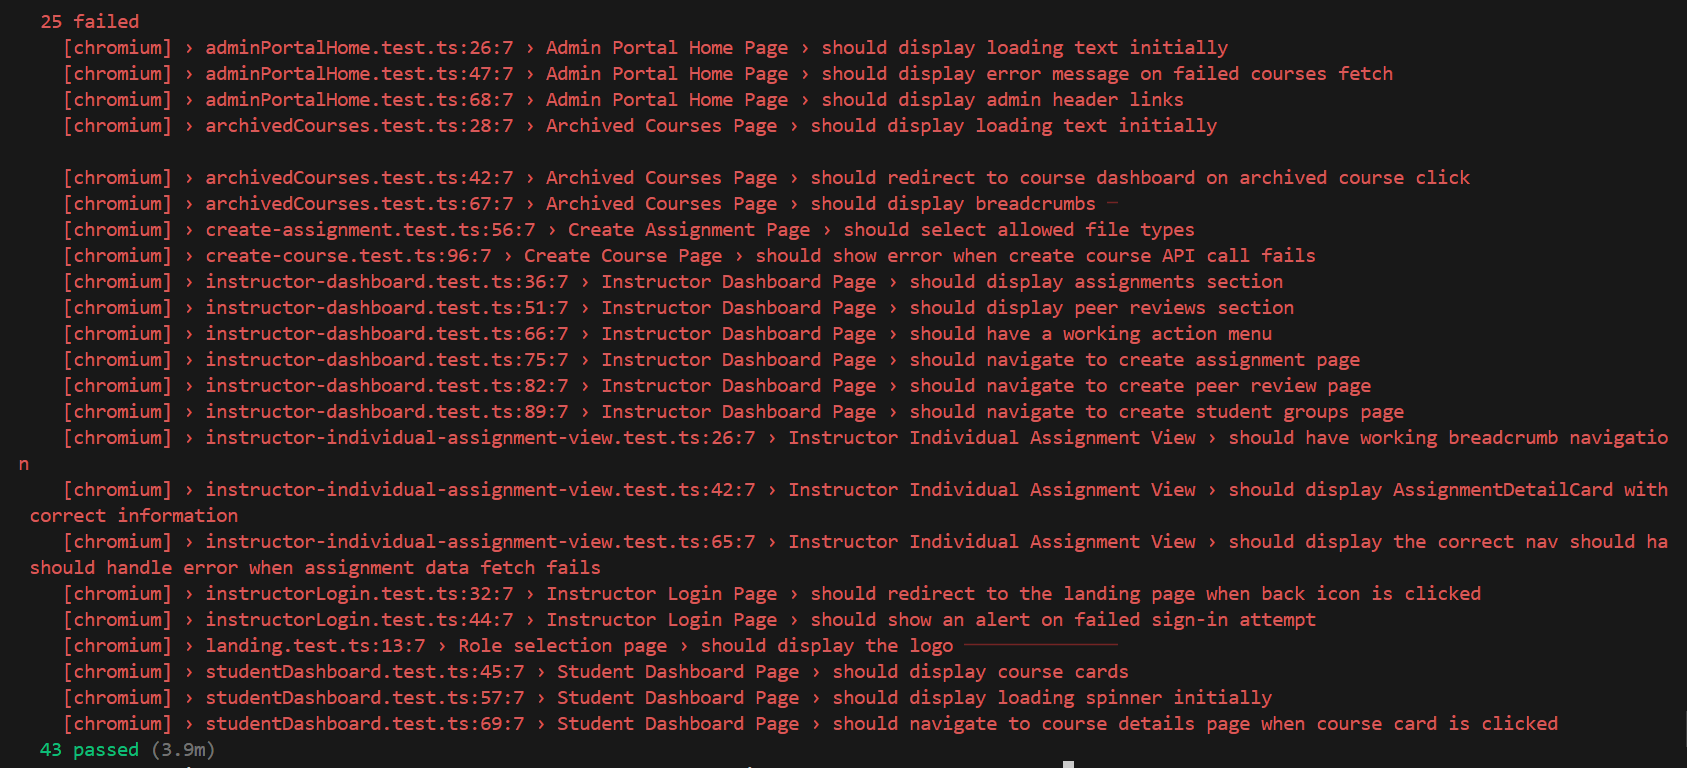 25 failed
[chromium] › adminPortalHome.test.ts:26:7 › Admin Portal Home Page › should display loading text initially
[chromium] › adminPortalHome.test.ts:47:7 › Admin Portal Home Page › should display error message on failed courses fetch
[chromium] › adminPortalHome.test.ts:68:7 › Admin Portal Home Page › should display admin header links
[chromium] › archivedCourses.test.ts:28:7 › Archived Courses Page › should display loading text initially
[chromium] › archivedCourses.test.ts:42:7 › Archived Courses Page › should redirect to course dashboard on archived course click
[chromium] › archivedCourses.test.ts:67:7 › Archived Courses Page › should display breadcrumbs ─
[chromium] › create-assignment.test.ts:56:7 › Create Assignment Page › should select allowed file types
[chromium] › create-course.test.ts:96:7 › Create Course Page › should show error when create course API call fails
[chromium] › instructor-dashboard.test.ts:36:7 › Instructor Dashboard Page › should display assignments section
[chromium] › instructor-dashboard.test.ts:51:7 › Instructor Dashboard Page › should display peer reviews section
[chromium] › instructor-dashboard.test.ts:66:7 › Instructor Dashboard Page › should have a working action menu
[chromium] › instructor-dashboard.test.ts:75:7 › Instructor Dashboard Page › should navigate to create assignment page
[chromium] › instructor-dashboard.test.ts:82:7 › Instructor Dashboard Page › should navigate to create peer review page
[chromium] › instructor-dashboard.test.ts:89:7 › Instructor Dashboard Page › should navigate to create student groups page
[chromium] › instructor-individual-assignment-view.test.ts:26:7 › Instructor Individual Assignment View › should have working breadcrumb navigatio
n
[chromium] › instructor-individual-assignment-view.test.ts:42:7 › Instructor Individual Assignment View › should display AssignmentDetailCard with
correct information
[chromium] › instructor-individual-assignment-view.test.ts:65:7 › Instructor Individual Assignment View › should display the correct nav should ha
should handle error when assignment data fetch fails
[chromium] › instructorLogin.test.ts:32:7 › Instructor Login Page › should redirect to the landing page when back icon is clicked
[chromium] › instructorLogin.test.ts:44:7 › Instructor Login Page › should show an alert on failed sign-in attempt
[chromium] › landing.test.ts:13:7 › Role selection page › should display the logo ──────────────
[chromium] › studentDashboard.test.ts:45:7 › Student Dashboard Page › should display course cards
[chromium] › studentDashboard.test.ts:57:7 › Student Dashboard Page › should display loading spinner initially
[chromium] › studentDashboard.test.ts:69:7 › Student Dashboard Page › should navigate to course details page when course card is clicked
43 passed (3.9m)